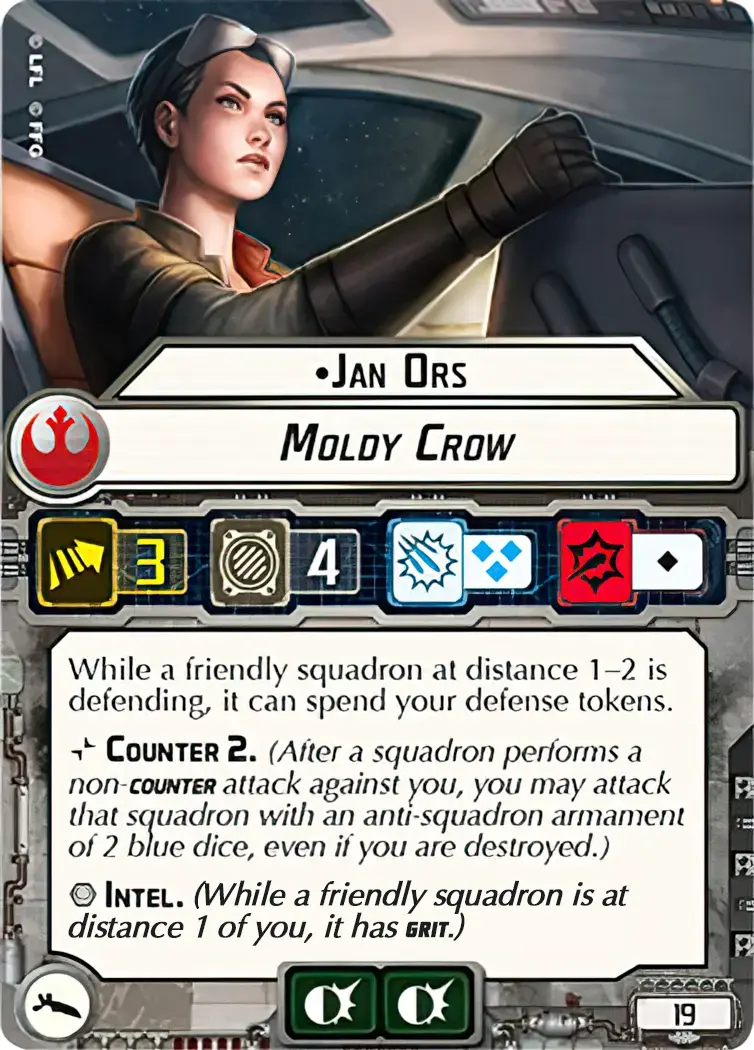 LFL FFG
•Jan Ors
Moldy Crow
3
4
While a friendly squadron at distance 1–2 is
defending, it can spend your defense tokens.
Counter 2. (After a squadron performs a
non-counter attack against you, you may attack
that squadron with an anti-squadron armament
of 2 blue dice, even if you are destroyed.)
Intel. (While a friendly squadron is at
distance 1 of you, it has grit.)
19